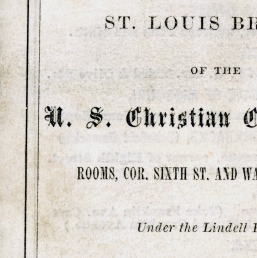 ST. LOUIS BR
OF THE
U. S. Christian C
ROOMS, COR. SIXTH ST. AND WA
Under the Lindell H